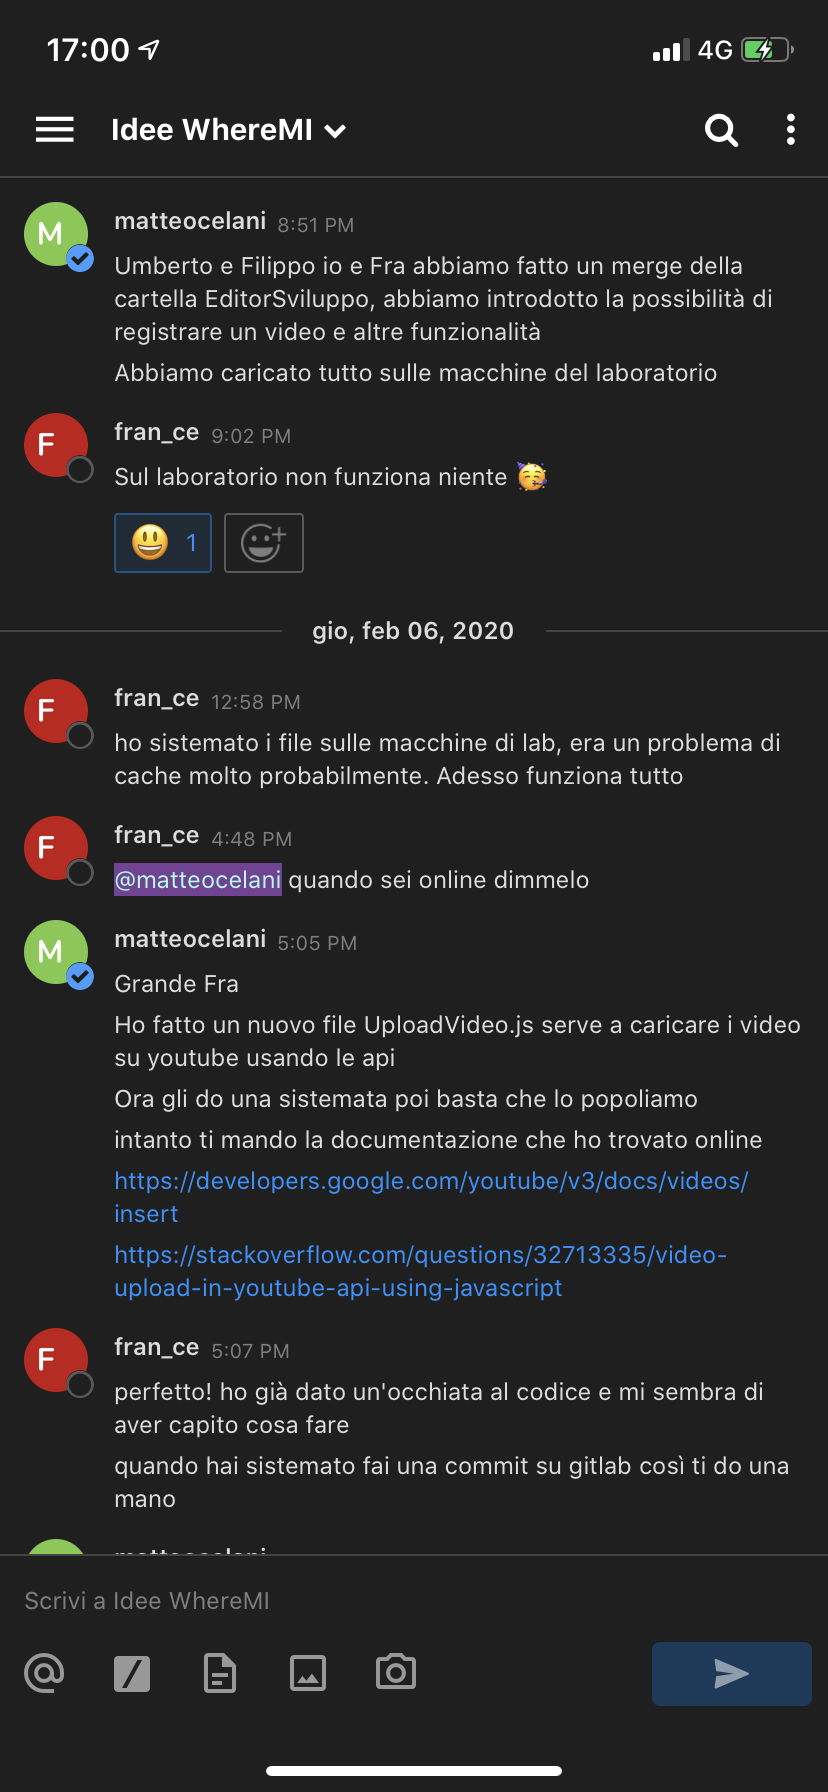 17:00
4G
Idee WhereMI
M
matteocelani 8:51 PM
Umberto e Filippo io e Fra abbiamo fatto un merge della
cartella EditorSviluppo, abbiamo introdotto la possibilità di
registrare un video e altre funzionalità
Abbiamo caricato tutto sulle macchine del laboratorio
F
fran_ce 9:02 PM
Sul laboratorio non funziona niente 🥳
😃 1
gio, feb 06, 2020
F
fran_ce 12:58 PM
ho sistemato i file sulle macchine di lab, era un problema di
cache molto probabilmente. Adesso funziona tutto
F
fran_ce 4:48 PM
@matteocelani quando sei online dimmelo
M
matteocelani 5:05 PM
Grande Fra
Ho fatto un nuovo file UploadVideo.js serve a caricare i video
su youtube usando le api
Ora gli do una sistemata poi basta che lo popoliamo
intanto ti mando la documentazione che ho trovato online
https://developers.google.com/youtube/v3/docs/videos/
insert
https://stackoverflow.com/questions/32713335/video-
upload-in-youtube-api-using-javascript
F
fran_ce 5:07 PM
perfetto! ho già dato un'occhiata al codice e mi sembra di
aver capito cosa fare
quando hai sistemato fai una commit su gitlab così ti do una
mano
matteocelani
Scrivi a Idee WhereMI